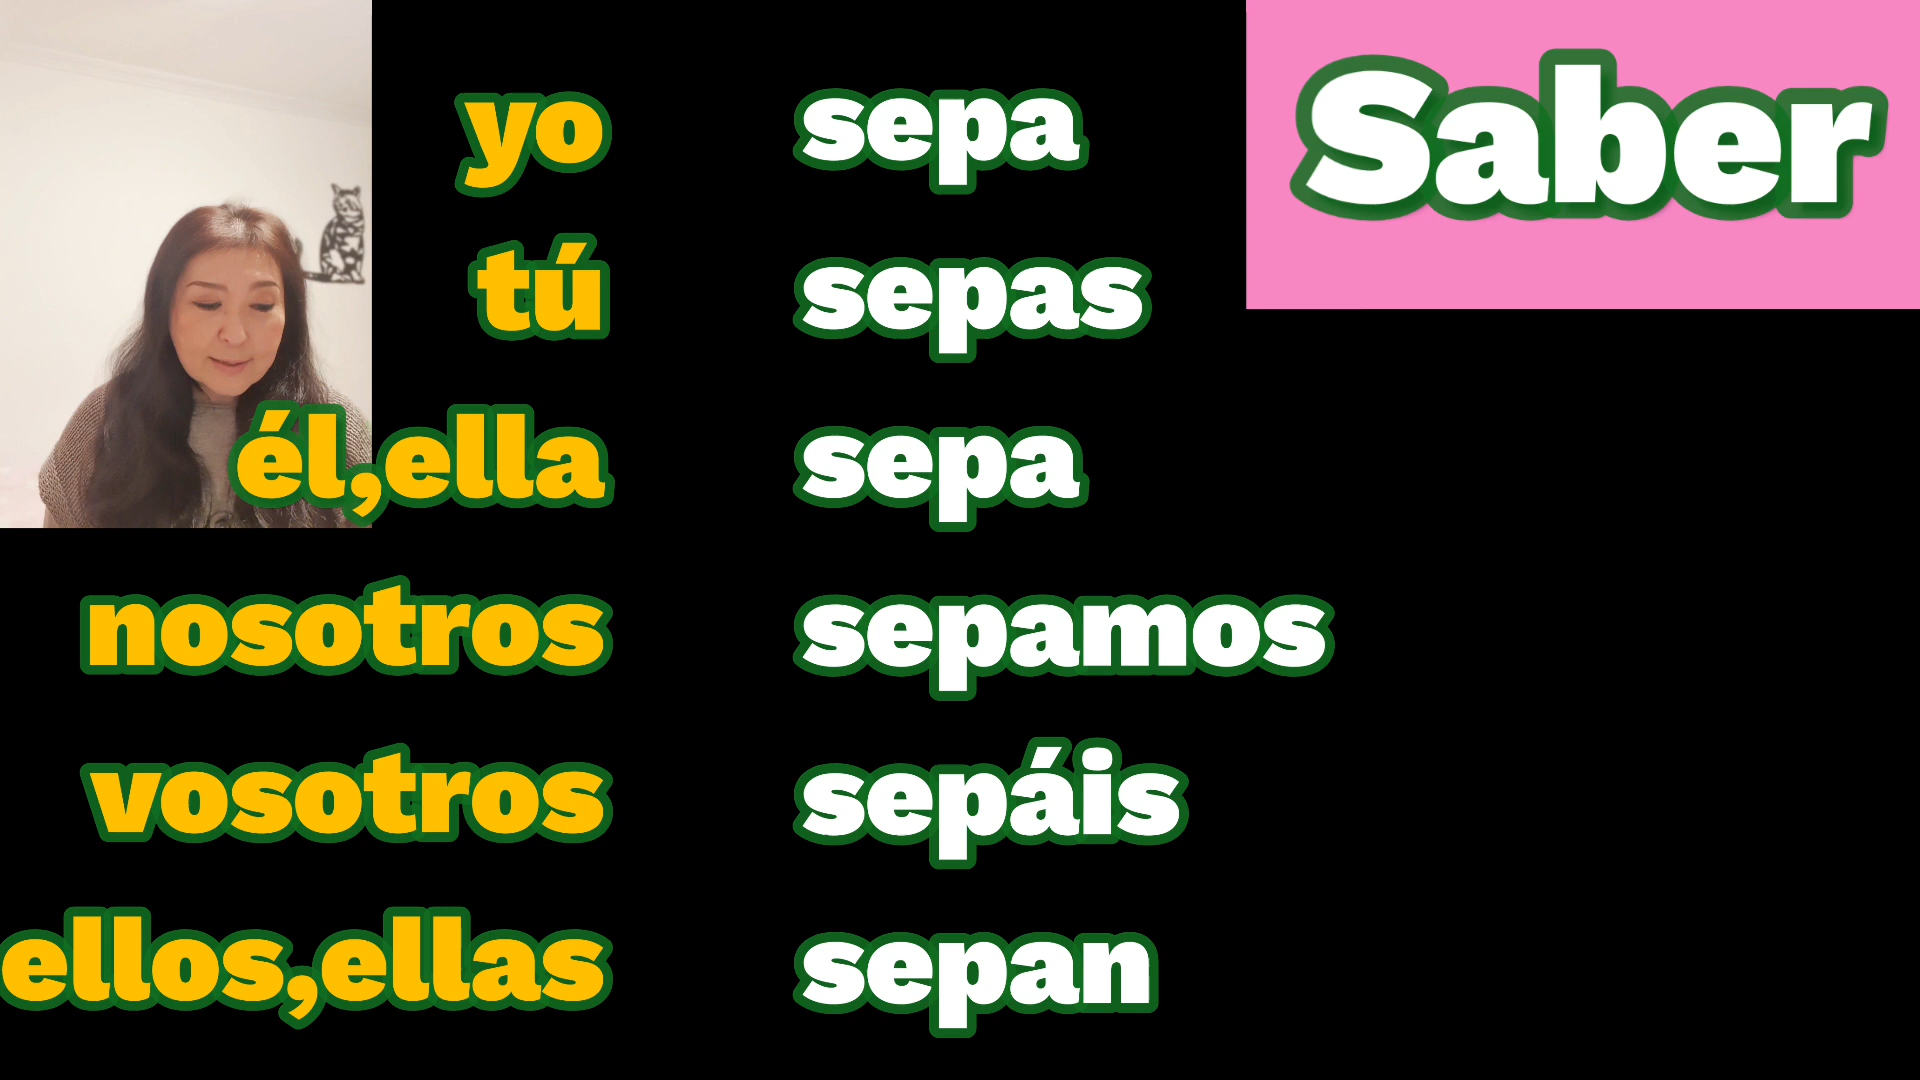 Saber
yo sepa
tú sepas
él,ella sepa
nosotros sepamos
vosotros sepáis
ellos,ellas sepan